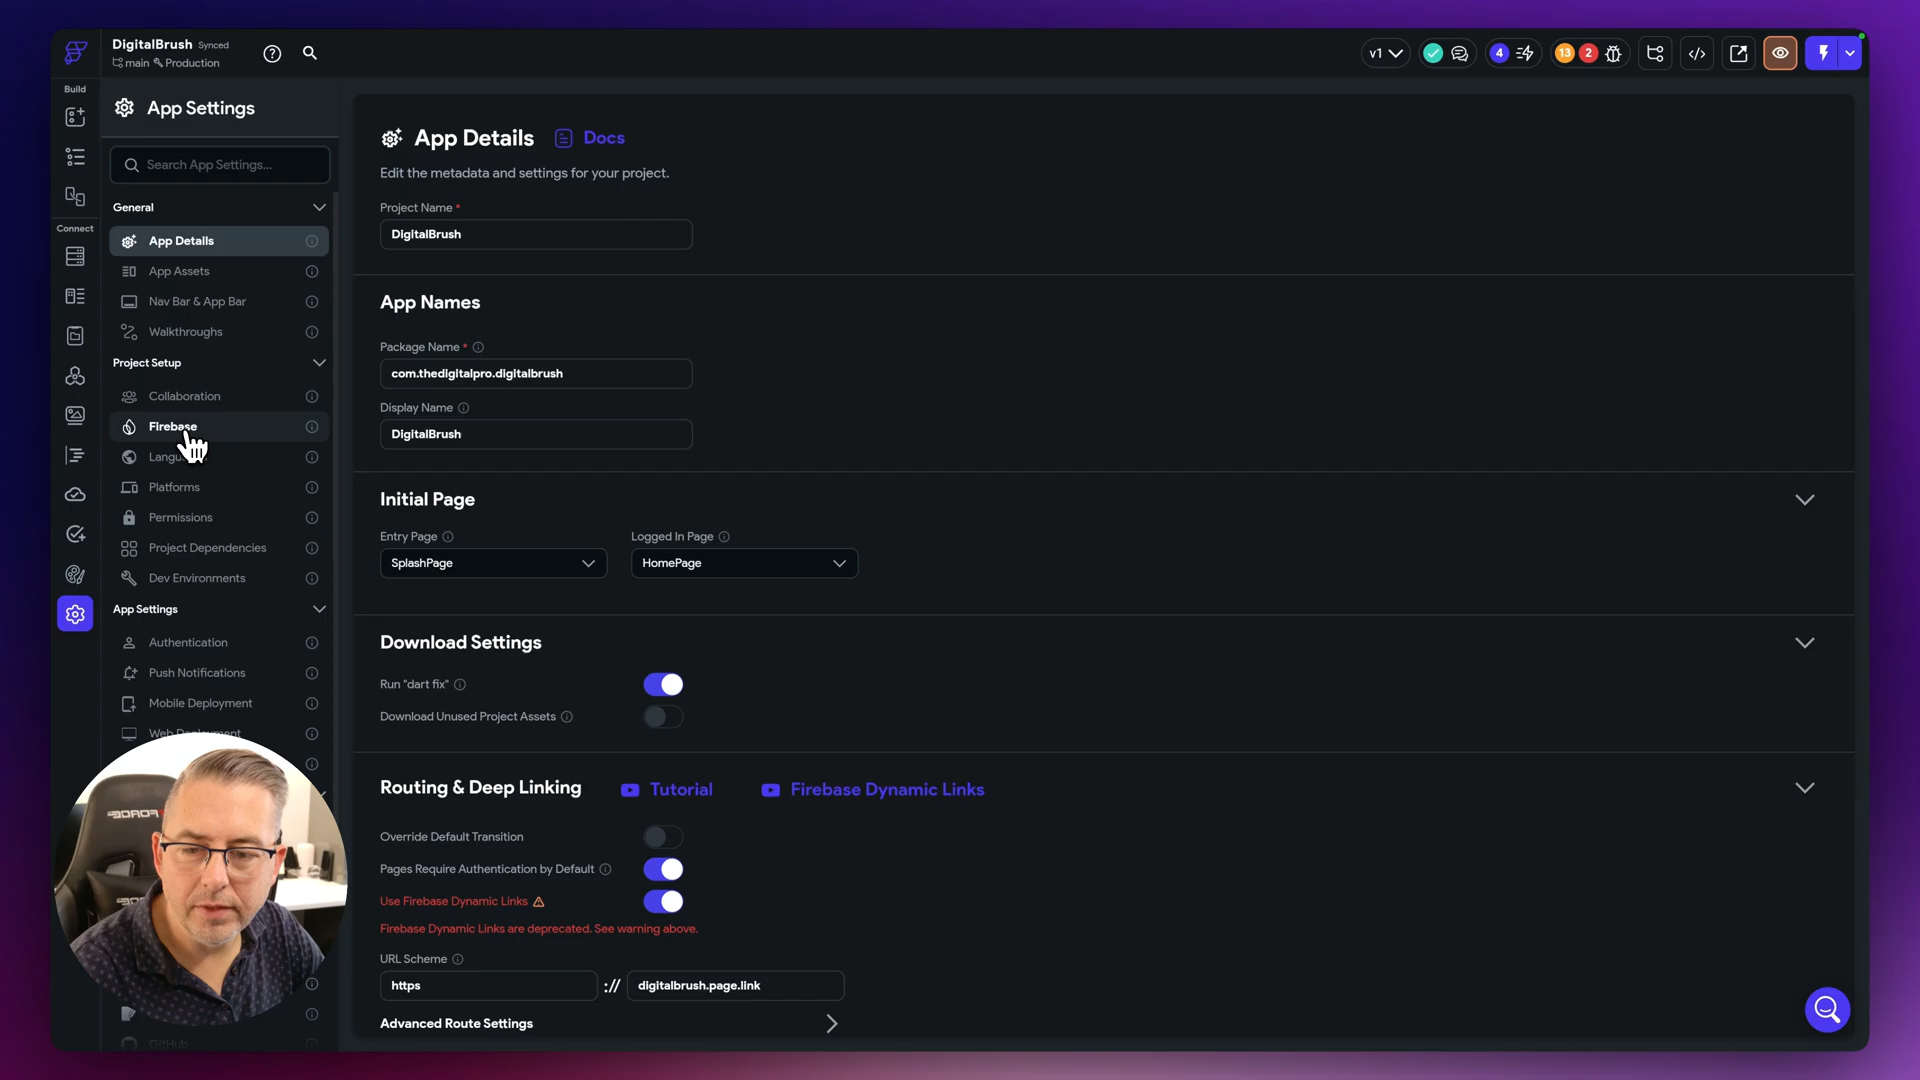 DigitalBrush Synced
main Production
v1
4
13
2
Build
Connect
App Settings
Search App Settings...
General
App Details
App Assets
Nav Bar & App Bar
Walkthroughs
Project Setup
Collaboration
Firebase
Platforms
Permissions
Project Dependencies
Dev Environments
App Settings
Authentication
Push Notifications
Mobile Deployment
Web Deployment
GitHub
App Details Docs
Edit the metadata and settings for your project.
Project Name *
DigitalBrush
App Names
Package Name *
com.thedigitalpro.digitalbrush
Display Name
DigitalBrush
Initial Page
Entry Page Logged In Page
SplashPage HomePage
Download Settings
Run "dart fix"
Download Unused Project Assets
Routing & Deep Linking Tutorial Firebase Dynamic Links
Override Default Transition
Pages Require Authentication by Default
Use Firebase Dynamic Links
Firebase Dynamic Links are deprecated. See warning above.
URL Scheme
https :// digitalbrush.page.link
Advanced Route Settings